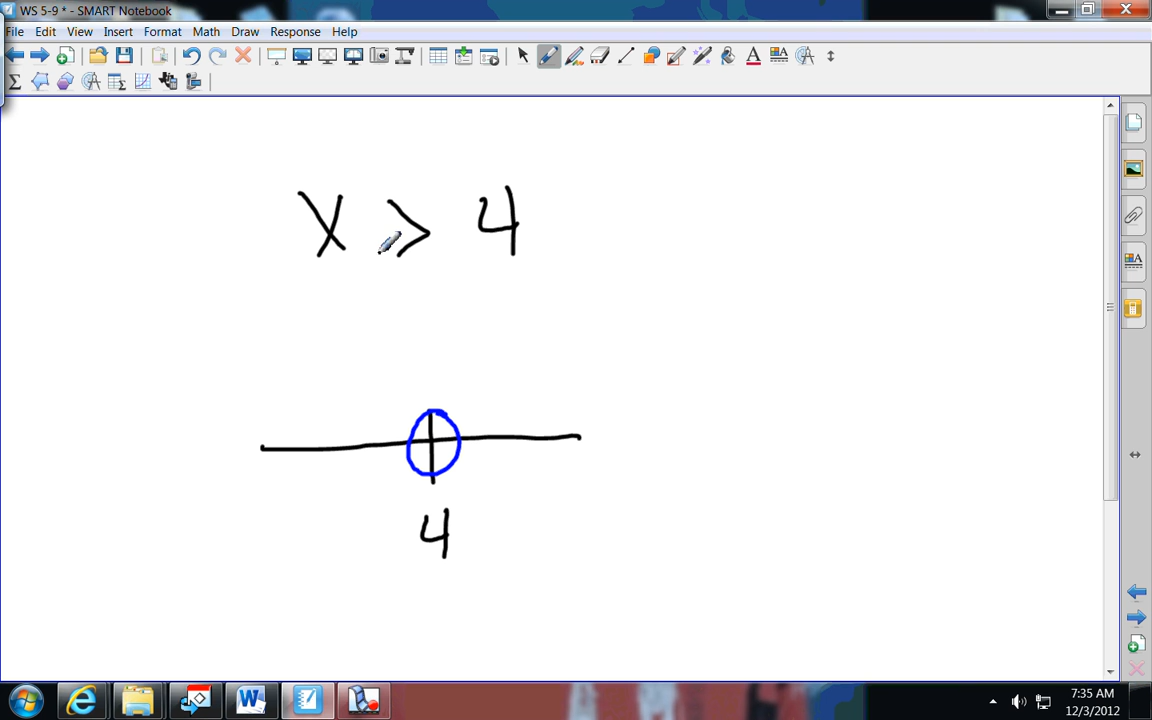 WS 5-9 * - SMART Notebook
File Edit View Insert Format Math Draw Response Help
x > 4
4
7:35 AM
12/3/2012